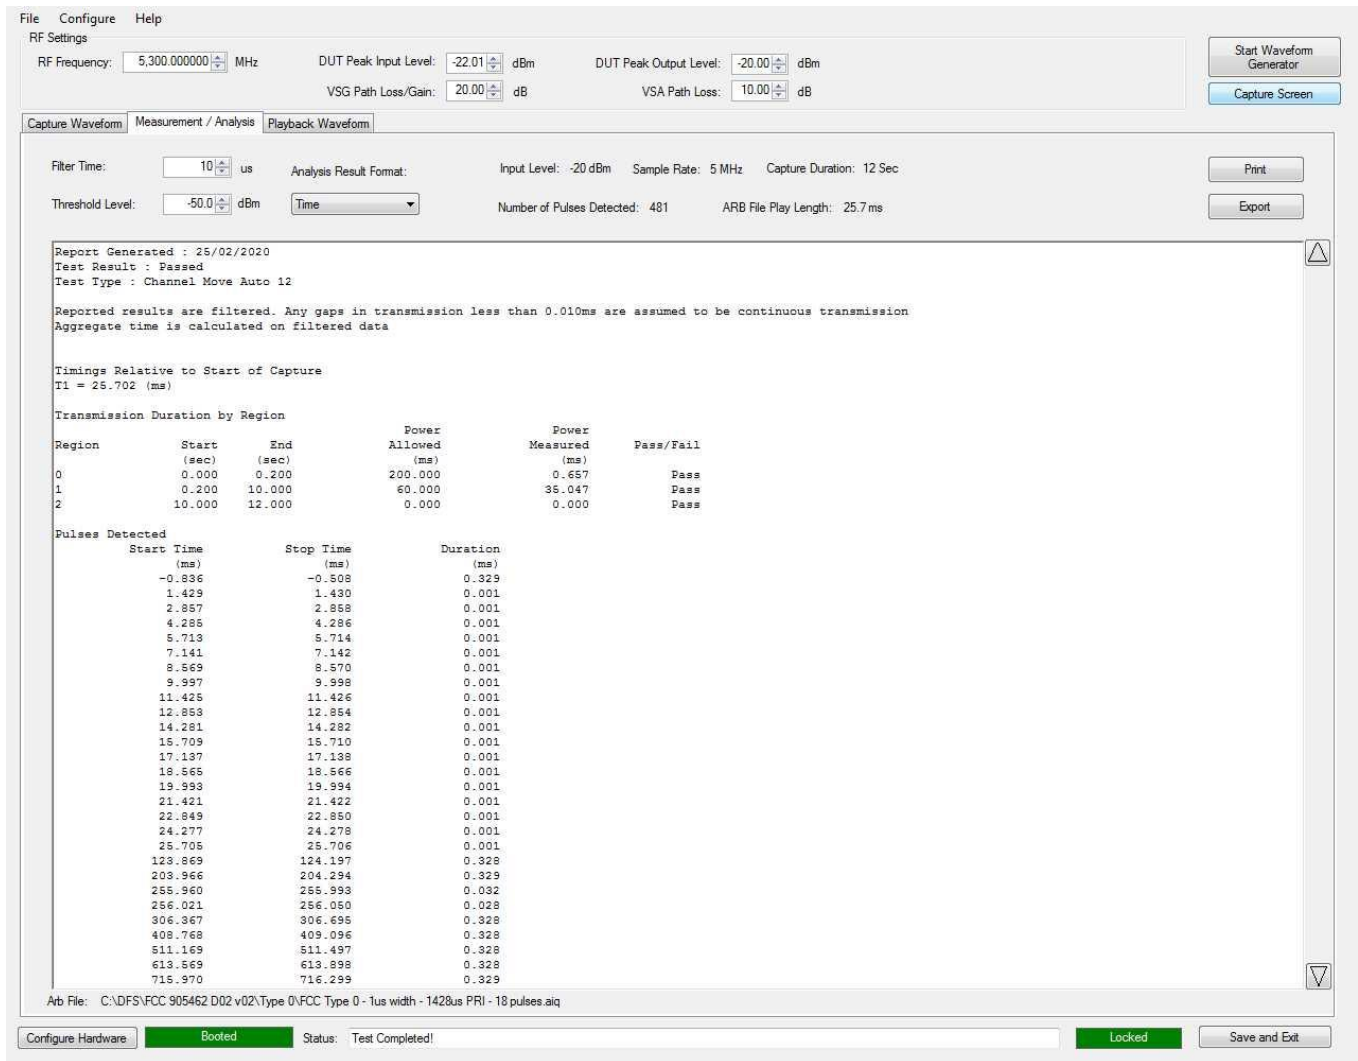 File Configure Help
RF Settings
RF Frequency: 5,300.000000 MHz DUT Peak Input Level: -22.01 dBm DUT Peak Output Level: -20.00 dBm Start Waveform Generator
VSG Path Loss/Gain: 20.00 dB VSA Path Loss: 10.00 dB Capture Screen
Capture Waveform Measurement / Analysis Playback Waveform
Filter Time: 10 us Analysis Result Format: Input Level: -20 dBm Sample Rate: 5 MHz Capture Duration: 12 Sec Print
Threshold Level: -50.0 dBm Time Number of Pulses Detected: 481 ARB File Play Length: 25.7 ms Export
Report Generated : 25/02/2020
Test Result : Passed
Test Type : Channel Move Auto 12
Reported results are filtered. Any gaps in transmission less than 0.010ms are assumed to be continuous transmission
Aggregate time is calculated on filtered data
Timings Relative to Start of Capture
T1 = 25.702 (ms)
Transmission Duration by Region
Power Power
Region Start End Allowed Measured Pass/Fail
(sec) (sec) (ms) (ms)
0 0.000 0.200 200.000 0.657 Pass
1 0.200 10.000 60.000 35.047 Pass
2 10.000 12.000 0.000 0.000 Pass
Pulses Detected
Start Time Stop Time Duration
(ms) (ms) (ms)
-0.836 -0.508 0.329
1.429 1.430 0.001
2.857 2.858 0.001
4.285 4.286 0.001
5.713 5.714 0.001
7.141 7.142 0.001
8.569 8.570 0.001
9.997 9.998 0.001
11.425 11.426 0.001
12.853 12.854 0.001
14.281 14.282 0.001
15.709 15.710 0.001
17.137 17.138 0.001
18.565 18.566 0.001
19.993 19.994 0.001
21.421 21.422 0.001
22.849 22.850 0.001
24.277 24.278 0.001
25.705 25.706 0.001
123.869 124.197 0.328
203.966 204.294 0.329
255.960 255.993 0.032
256.021 256.050 0.028
306.367 306.695 0.328
408.768 409.096 0.328
511.169 511.497 0.328
613.569 613.898 0.328
715.970 716.299 0.329
Arb File: C:\DFS\FCC 905462 D02 v02\Type 0\FCC Type 0 - 1us width - 1428us PRI - 18 pulses.aiq
Configure Hardware Booted Status: Test Completed! Locked Save and Exit